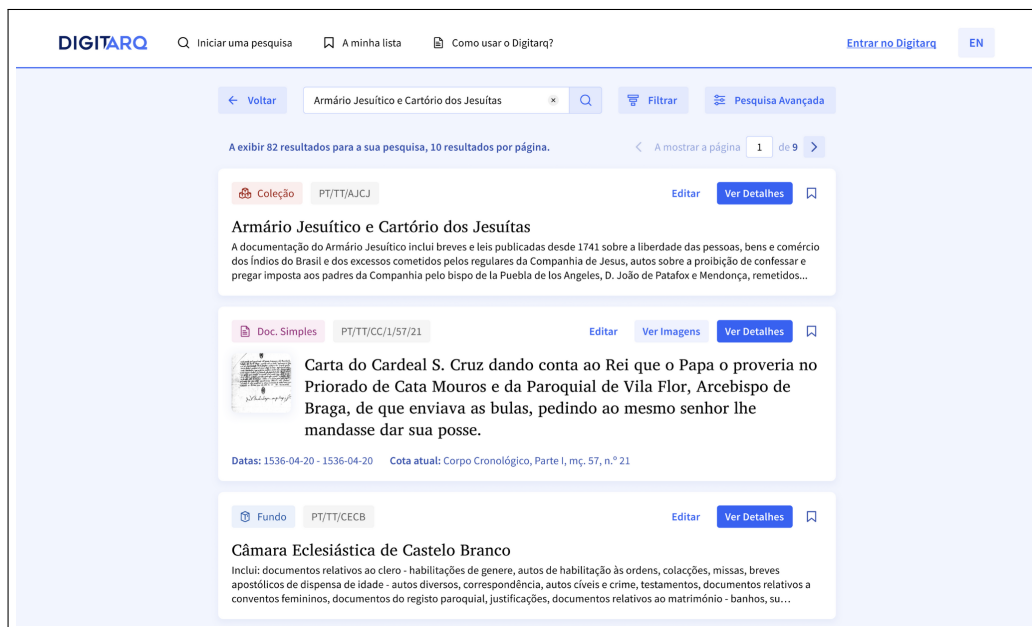 DIGITARQ Iniciar uma pesquisa A minha lista Como usar o Digitarq? Entrar no Digitarq EN
Voltar Armário Jesuítico e Cartório dos Jesuítas × Filtrar Pesquisa Avançada
A exibir 82 resultados para a sua pesquisa, 10 resultados por página. A mostrar a página 1 de 9
Coleção PT/TT/AJCJ Editar Ver Detalhes
Armário Jesuítico e Cartório dos Jesuítas
A documentação do Armário Jesuítico inclui breves e leis publicadas desde 1741 sobre a liberdade das pessoas, bens e comércio
dos Índios do Brasil e dos excessos cometidos pelos regulares da Companhia de Jesus, autos sobre a proibição de confessar e
pregar imposta aos padres da Companhia pelo bispo de la Puebla de los Angeles, D. João de Patafox e Mendonça, remetidos...
Doc. Simples PT/TT/CC/1/57/21 Editar Ver Imagens Ver Detalhes
Carta do Cardeal S. Cruz dando conta ao Rei que o Papa o proveria no
Priorado de Cata Mouros e da Paroquial de Vila Flor, Arcebispo de
Braga, de que enviava as bulas, pedindo ao mesmo senhor lhe
mandasse dar sua posse.
Datas: 1536-04-20 - 1536-04-20 Cota atual: Corpo Cronológico, Parte I, mç. 57, n.º 21
Fundo PT/TT/CECB Editar Ver Detalhes
Câmara Eclesiástica de Castelo Branco
Inclui: documentos relativos ao clero - habilitações de genere, autos de habilitação às ordens, colacções, missas, breves
apostólicos de dispensa de idade - autos diversos, correspondência, autos cíveis e crime, testamentos, documentos relativos a
conventos femininos, documentos do registo paroquial, justificações, documentos relativos ao matrimónio - banhos, su...